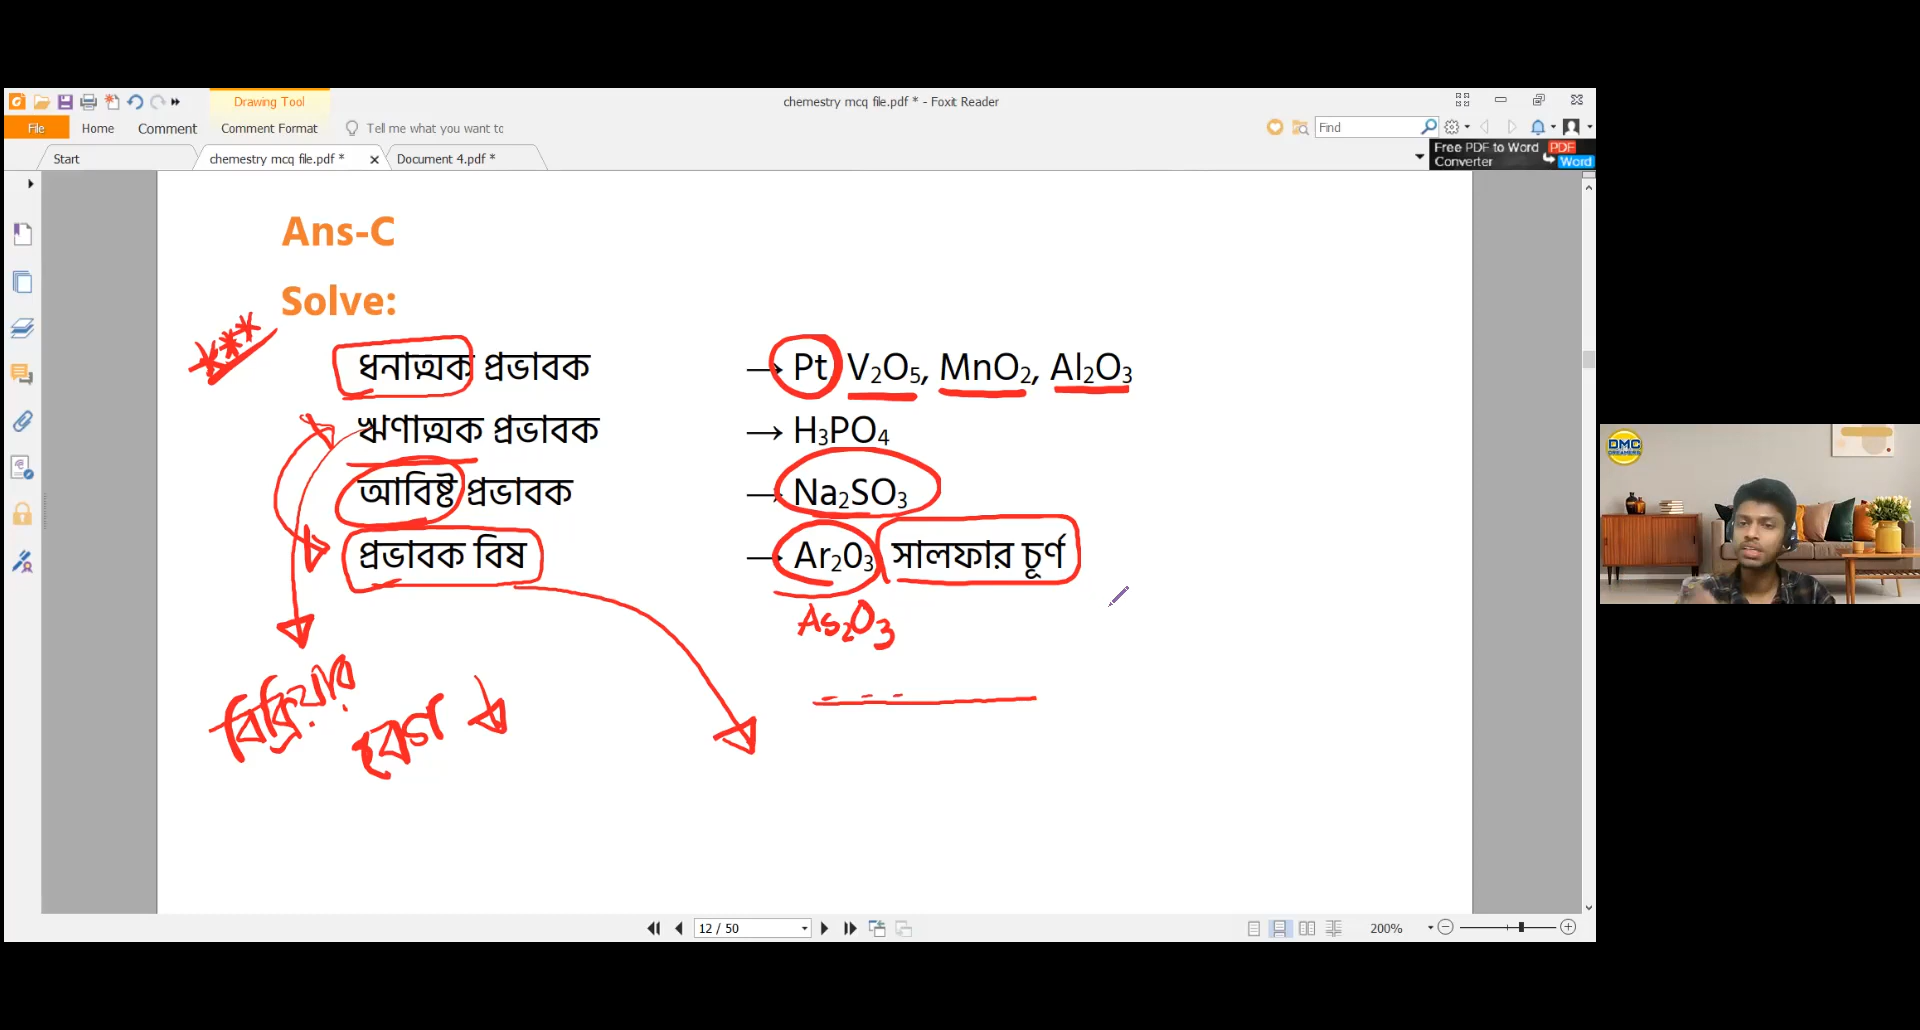 Drawing Tool
chemestry mcq file.pdf * - Foxit Reader
File Home Comment Comment Format Tell me what you want to
Find
Start
chemestry mcq file.pdf *
Document 4.pdf *
Free PDF to Word Converter
PDF
Word
Ans-C
Solve:
***
ধনাত্মক প্রভাবক → Pt V₂O₅, MnO₂, Al₂O₃
ঋণাত্মক প্রভাবক → H₃PO₄
আবিষ্ট প্রভাবক → Na₂SO₃
প্রভাবক বিষ → Ar₂0₃ সালফার চূর্ণ
As₂O₃
বিক্রিয়ার
DMC
DREAMERS
12 / 50
200%